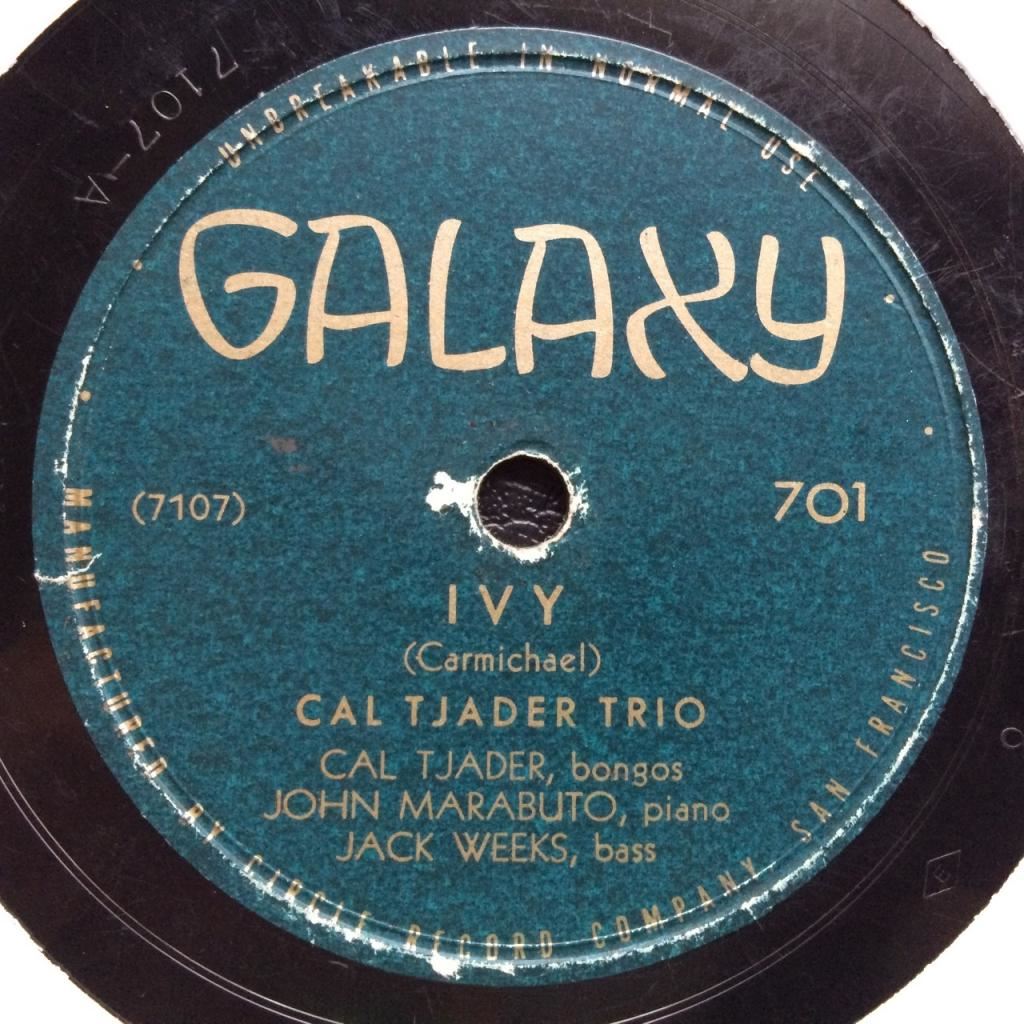 7107-A
UNBREAKABLE IN NORMAL USE
GALAXY
(7107)
701
IVY
(Carmichael)
CAL TJADER TRIO
CAL TJADER, bongos
JOHN MARABUTO, piano
JACK WEEKS, bass
MANUFACTURED BY CIRCLE RECORD COMPANY SAN FRANCISCO
E